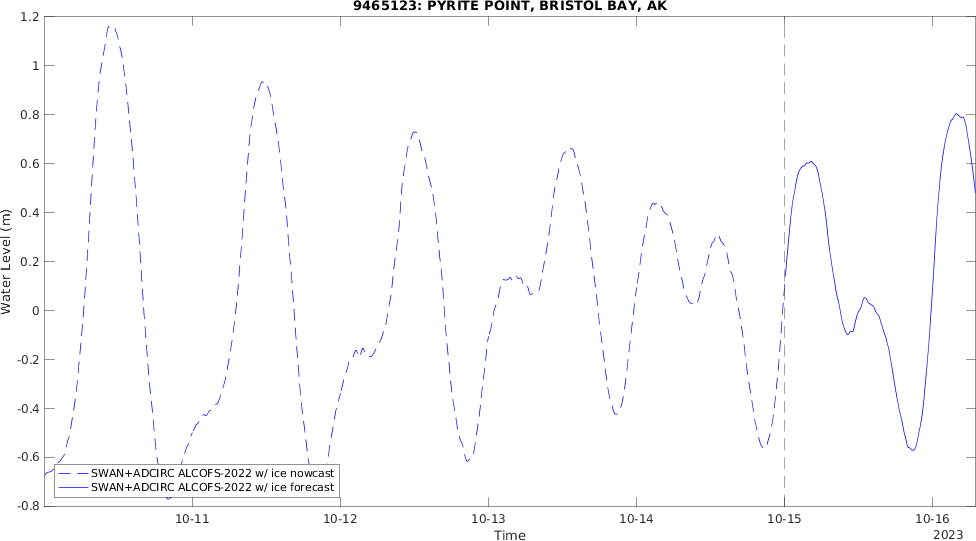 9465123: PYRITE POINT, BRISTOL BAY, AK
1.2
1
0.8
0.6
0.4
0.2
0
-0.2
-0.4
-0.6
-0.8
Water Level (m)
SWAN+ADCIRC ALCOFS-2022 w/ ice nowcast
SWAN+ADCIRC ALCOFS-2022 w/ ice forecast
10-11 10-12 10-13 10-14 10-15 10-16
Time
2023